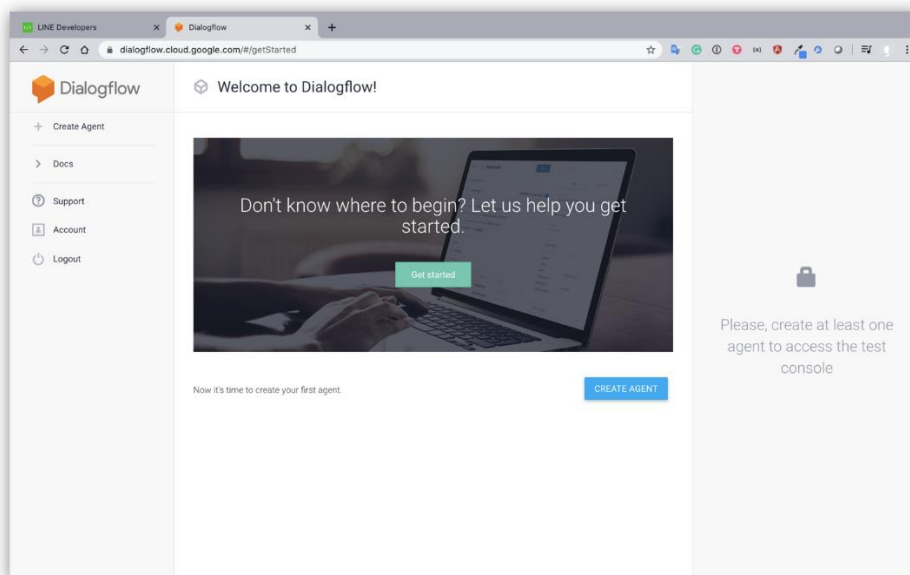 LINE Developers
Dialogflow
dialogflow.cloud.google.com/#/getStarted
Dialogflow
Welcome to Dialogflow!
Create Agent
Docs
Support
Account
Logout
Don't know where to begin? Let us help you get
started.
Get started
Now it's time to create your first agent.
CREATE AGENT
Please, create at least one
agent to access the test
console